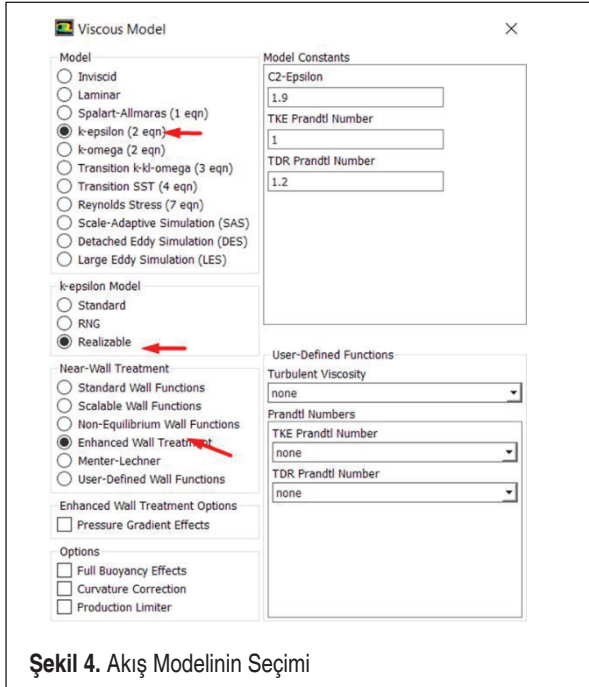 Viscous Model
Model
Inviscid
Laminar
Spalart-Allmaras (1 eqn)
k-epsilon (2 eqn)
k-omega (2 eqn)
Transition k-kl-omega (3 eqn)
Transition SST (4 eqn)
Reynolds Stress (7 eqn)
Scale-Adaptive Simulation (SAS)
Detached Eddy Simulation (DES)
Large Eddy Simulation (LES)
k-epsilon Model
Standard
RNG
Realizable
Near-Wall Treatment
Standard Wall Functions
Scalable Wall Functions
Non-Equilibrium Wall Functions
Enhanced Wall Treatment
Menter-Lechner
User-Defined Wall Functions
Enhanced Wall Treatment Options
Pressure Gradient Effects
Options
Full Buoyancy Effects
Curvature Correction
Production Limiter
Model Constants
C2-Epsilon
1.9
TKE Prandtl Number
1
TDR Prandtl Number
1.2
User-Defined Functions
Turbulent Viscosity
none
Prandtl Numbers
TKE Prandtl Number
none
TDR Prandtl Number
none
Şekil 4. Akış Modelinin Seçimi